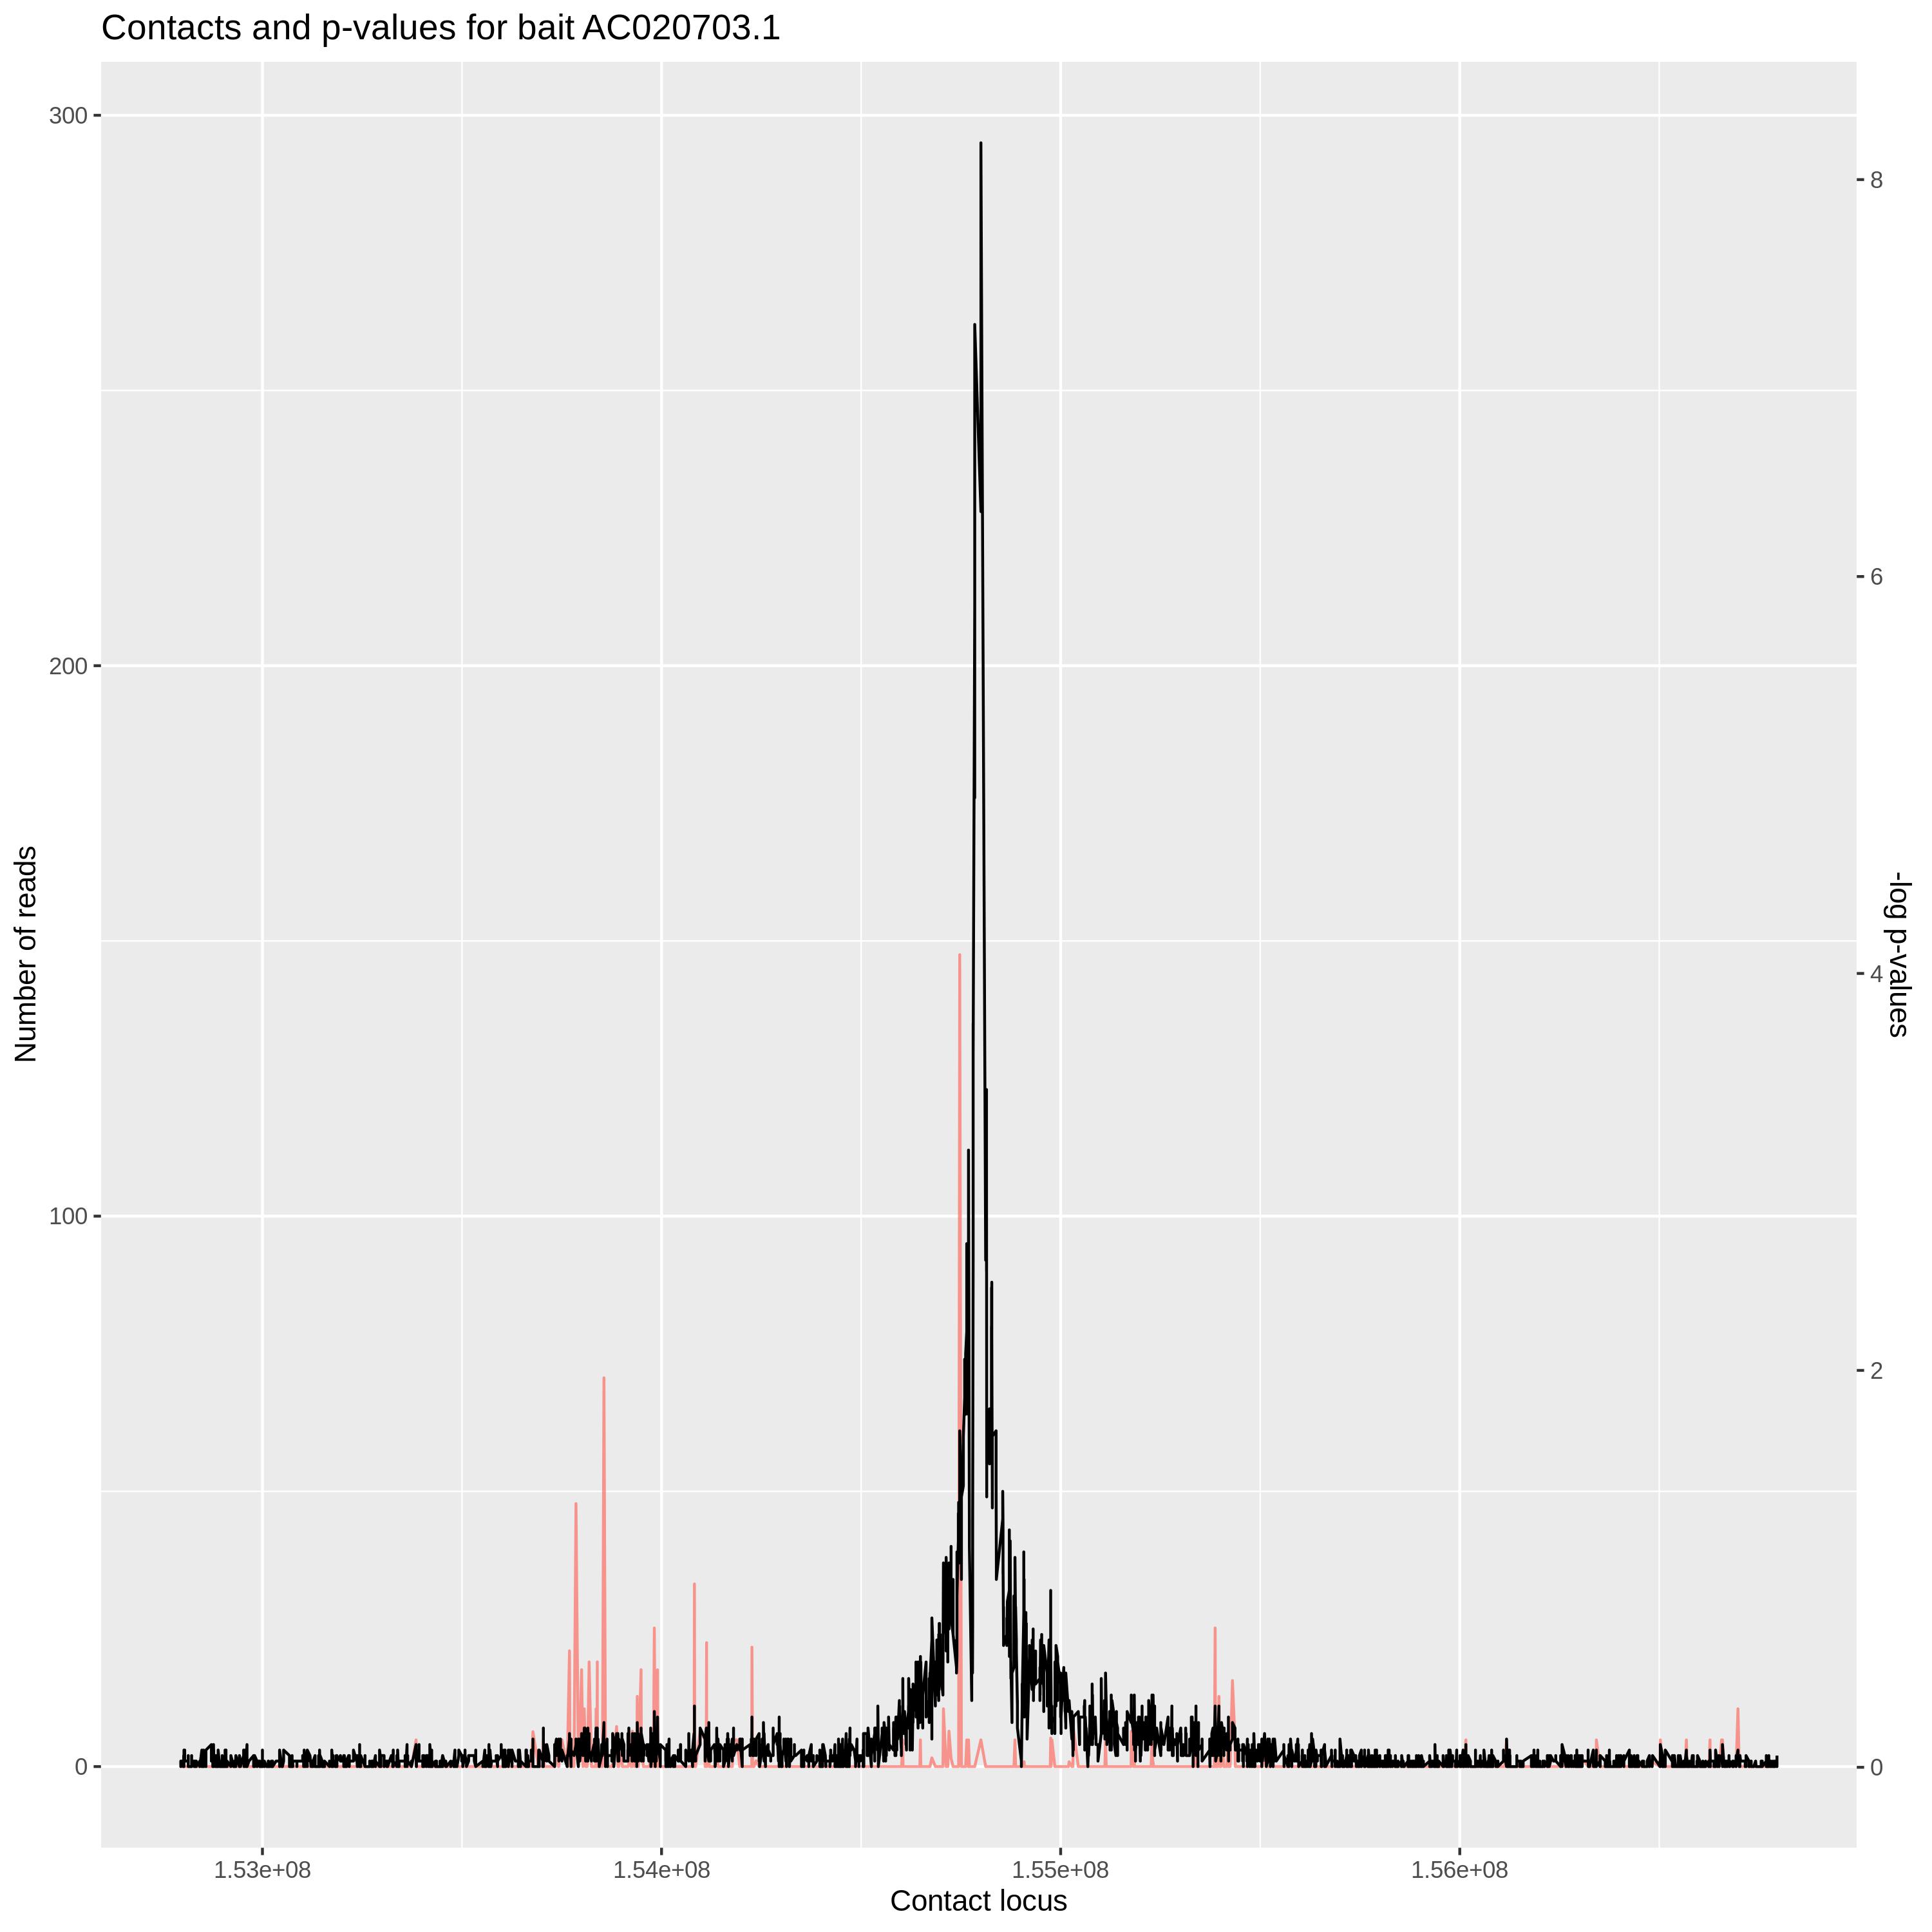 Contacts and p-values for bait AC020703.1
300
200
100
0
Number of reads
8
6
4
2
0
-log p-values
1.53e+08
1.54e+08
1.55e+08
1.56e+08
Contact locus